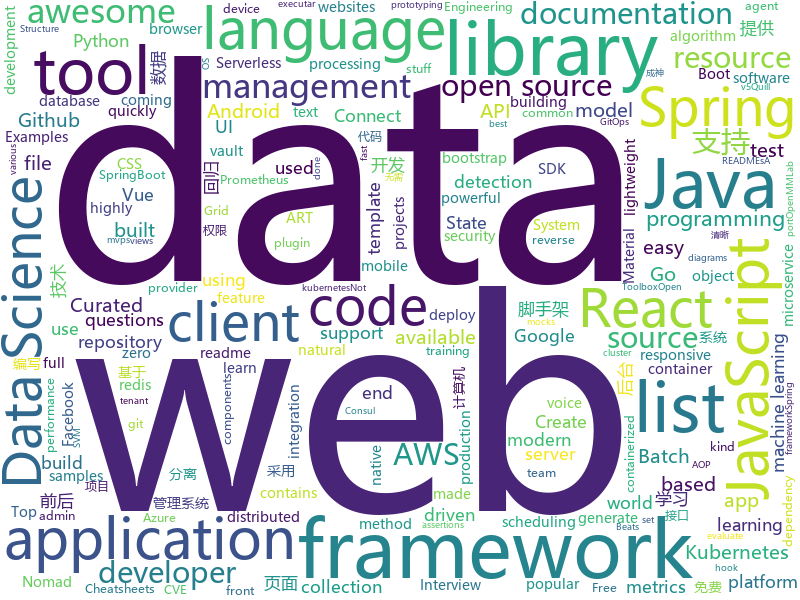 awesome
Python
websites
language
library
documentation
device
executar
prototyping
Engineering
agent
Structure
stuff
algorithm
提供
browser
Serverless
processing
OS
development
数据
tool
management
open source
resource
成神
coming
database
quickly
Android
text
Connect
API
model
building
common
Boot
software
v5Quill
Github
Examples
various
file
CSS
SpringBoot
UI
vault
used
开发
bootstrap
代码
SDK
GitOps
best
Spring
支持
test
READMEsA
highly
Vue
回归
Prometheus
fast
无需
detection
powerful
lightweight
Java
portOpenMMLab
built
Grid
ART
done
template
projects
State
System
security
reverse
Material
programming
清晰
mvps
views
权限
plugin
mobile
diagrams
Data Science
技术
provider
using
feature
kubernetesNot
code
React
easy
Go
object
ToolboxOpen
microservice
Curated
questions
client
support
available
脚手架
Google
mocks
source
系统
cluster
JavaScript
use
repository
zero
readme
natural
training
deploy
responsive
container
编写
full
基于
learn
redis
tenant
git
components
end
voice
Create
modern
后台
list
machine learning
frameworkSpring
performance
Facebook
SVM
build
integration
native
Consul
计算机
production
server
team
containerized
kind
AOP
samples
分离
采用
AWS
Batch
based
app
dependency
项目
前后
管理系统
contains
made
driven
world
学习
接口
learning
Top
admin
Azure
distributed
method
scheduling
generate
assertions
Beats
set
evaluate
data
web
application
framework
Kubernetes
Nomad
developer
front
页面
Interview
popular
metrics
免费
hook
platform
Cheatsheets
CVE
collection
Free